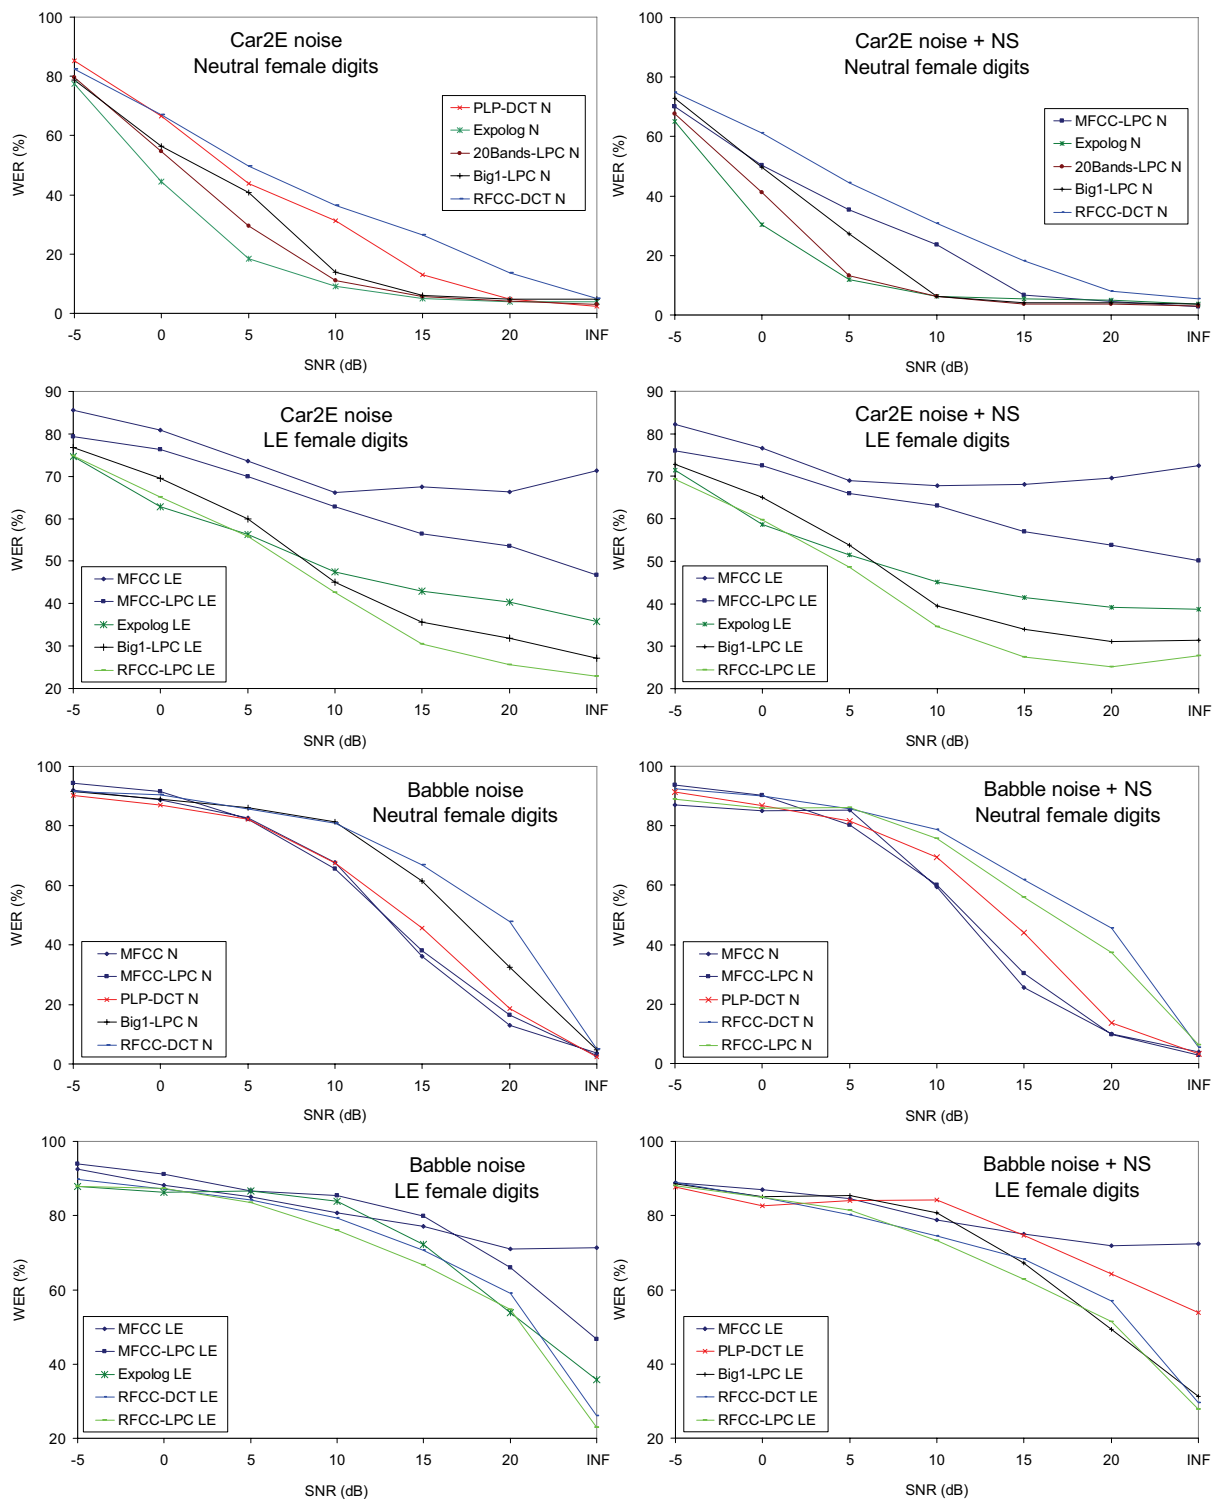 Car2E noise
Neutral female digits
WER (%)
100
80
60
40
20
0
PLP-DCT N
Expolog N
20Bands-LPC N
Big1-LPC N
RFCC-DCT N
-5 0 5 10 15 20 INF
SNR (dB)
Car2E noise + NS
Neutral female digits
WER (%)
100
80
60
40
20
0
MFCC-LPC N
Expolog N
20Bands-LPC N
Big1-LPC N
RFCC-DCT N
-5 0 5 10 15 20 INF
SNR (dB)
Car2E noise
LE female digits
WER (%)
90
80
70
60
50
40
30
20
MFCC LE
MFCC-LPC LE
Expolog LE
Big1-LPC LE
RFCC-LPC LE
-5 0 5 10 15 20 INF
SNR (dB)
Car2E noise + NS
LE female digits
WER (%)
90
80
70
60
50
40
30
20
MFCC LE
MFCC-LPC LE
Expolog LE
Big1-LPC LE
RFCC-LPC LE
-5 0 5 10 15 20 INF
SNR (dB)
Babble noise
Neutral female digits
WER (%)
100
80
60
40
20
0
MFCC N
MFCC-LPC N
PLP-DCT N
Big1-LPC N
RFCC-DCT N
-5 0 5 10 15 20 INF
SNR (dB)
Babble noise + NS
Neutral female digits
WER (%)
100
80
60
40
20
0
MFCC N
MFCC-LPC N
PLP-DCT N
RFCC-DCT N
RFCC-LPC N
-5 0 5 10 15 20 INF
SNR (dB)
Babble noise
LE female digits
WER (%)
100
80
60
40
20
MFCC LE
MFCC-LPC LE
Expolog LE
RFCC-DCT LE
RFCC-LPC LE
-5 0 5 10 15 20 INF
SNR (dB)
Babble noise + NS
LE female digits
WER (%)
100
80
60
40
20
MFCC LE
PLP-DCT LE
Big1-LPC LE
RFCC-DCT LE
RFCC-LPC LE
-5 0 5 10 15 20 INF
SNR (dB)